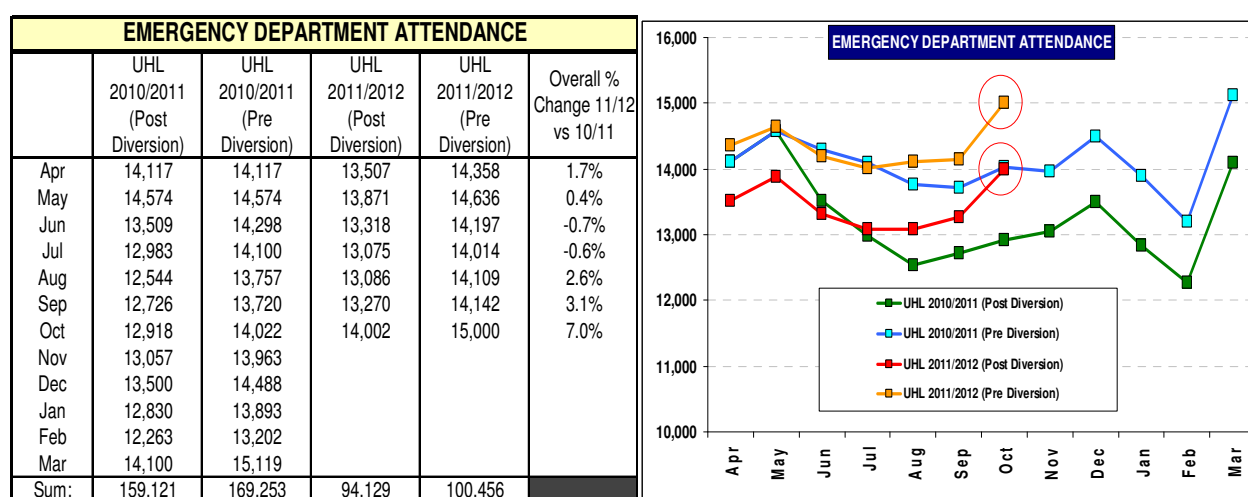 EMERGENCY DEPARTMENT ATTENDANCE
UHL 2010/2011 (Post Diversion) UHL 2010/2011 (Pre Diversion) UHL 2011/2012 (Post Diversion) UHL 2011/2012 (Pre Diversion) Overall % Change 11/12 vs 10/11
Apr 14,117 14,117 13,507 14,358 1.7%
May 14,574 14,574 13,871 14,636 0.4%
Jun 13,509 14,298 13,318 14,197 -0.7%
Jul 12,983 14,100 13,075 14,014 -0.6%
Aug 12,544 13,757 13,086 14,109 2.6%
Sep 12,726 13,720 13,270 14,142 3.1%
Oct 12,918 14,022 14,002 15,000 7.0%
Nov 13,057 13,963
Dec 13,500 14,488
Jan 12,830 13,893
Feb 12,263 13,202
Mar 14,100 15,119
Sum: 159,121 169,253 94,129 100,456
EMERGENCY DEPARTMENT ATTENDANCE
16,000
15,000
14,000
13,000
12,000
11,000
10,000
UHL 2010/2011 (Post Diversion)
UHL 2010/2011 (Pre Diversion)
UHL 2011/2012 (Post Diversion)
UHL 2011/2012 (Pre Diversion)
Apr May Jun Jul Aug Sep Oct Nov Dec Jan Feb Mar